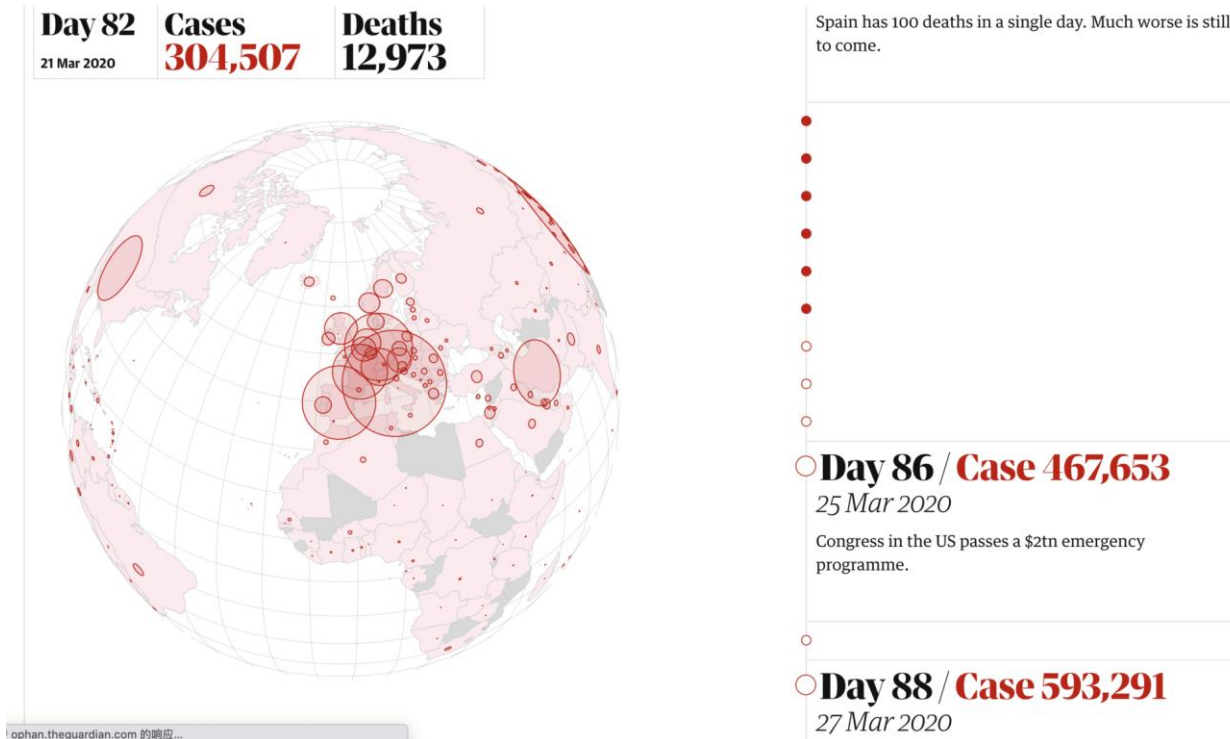 Day 82
21 Mar 2020
Cases
304,507
Deaths
12,973
Spain has 100 deaths in a single day. Much worse is still
to come.
Day 86 / Case 467,653
25 Mar 2020
Congress in the US passes a $2tn emergency
programme.
Day 88 / Case 593,291
27 Mar 2020
ophan.theguardian.com 的响应...